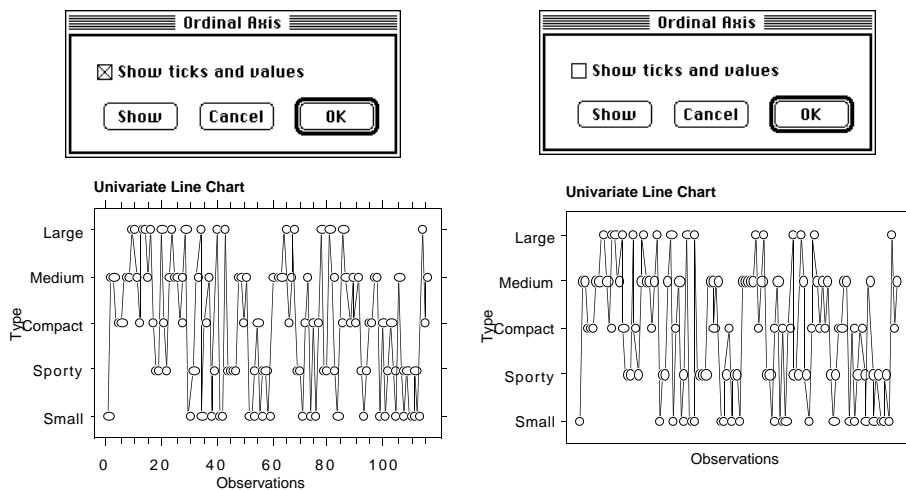 Ordinal Axis
Show ticks and values
Show Cancel OK
Univariate Line Chart
Large
Medium
Compact
Sporty
Small
Type
0 20 40 60 80 100
Observations
Ordinal Axis
Show ticks and values
Show Cancel OK
Univariate Line Chart
Large
Medium
Compact
Sporty
Small
Type
Observations